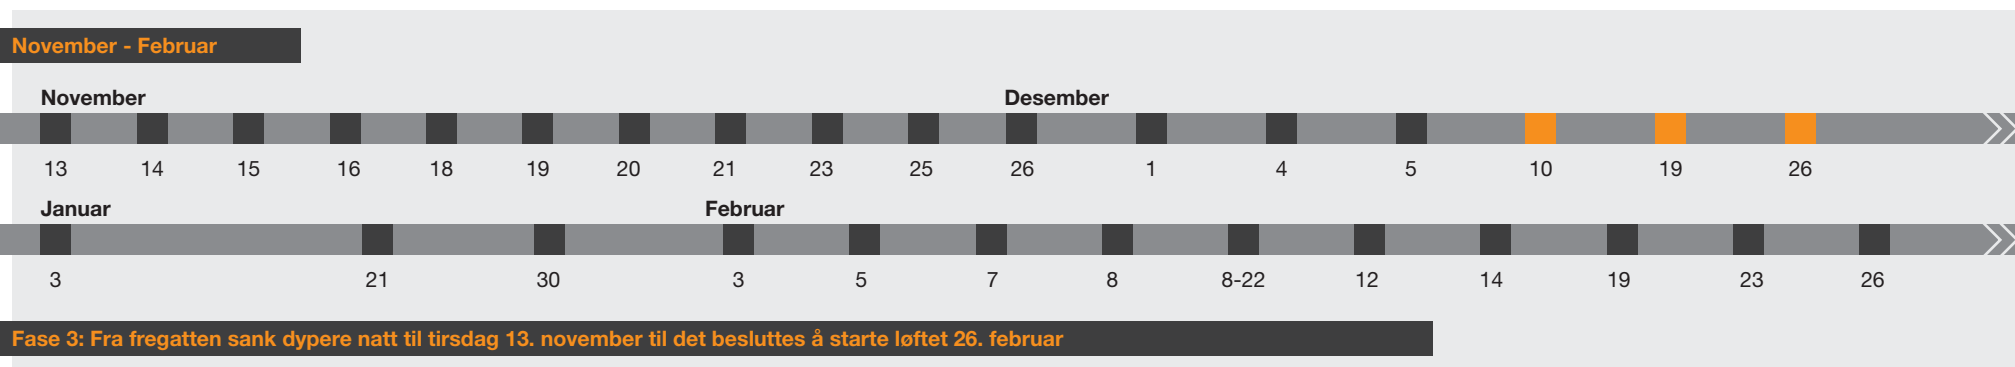 November - Februar
November Desember
13 14 15 16 18 19 20 21 23 25 26 1 4 5 10 19 26
Januar Februar
3 21 30 3 5 7 8 8-22 12 14 19 23 26
Fase 3: Fra fregatten sank dypere natt til tirsdag 13. november til det besluttes å starte løftet 26. februar